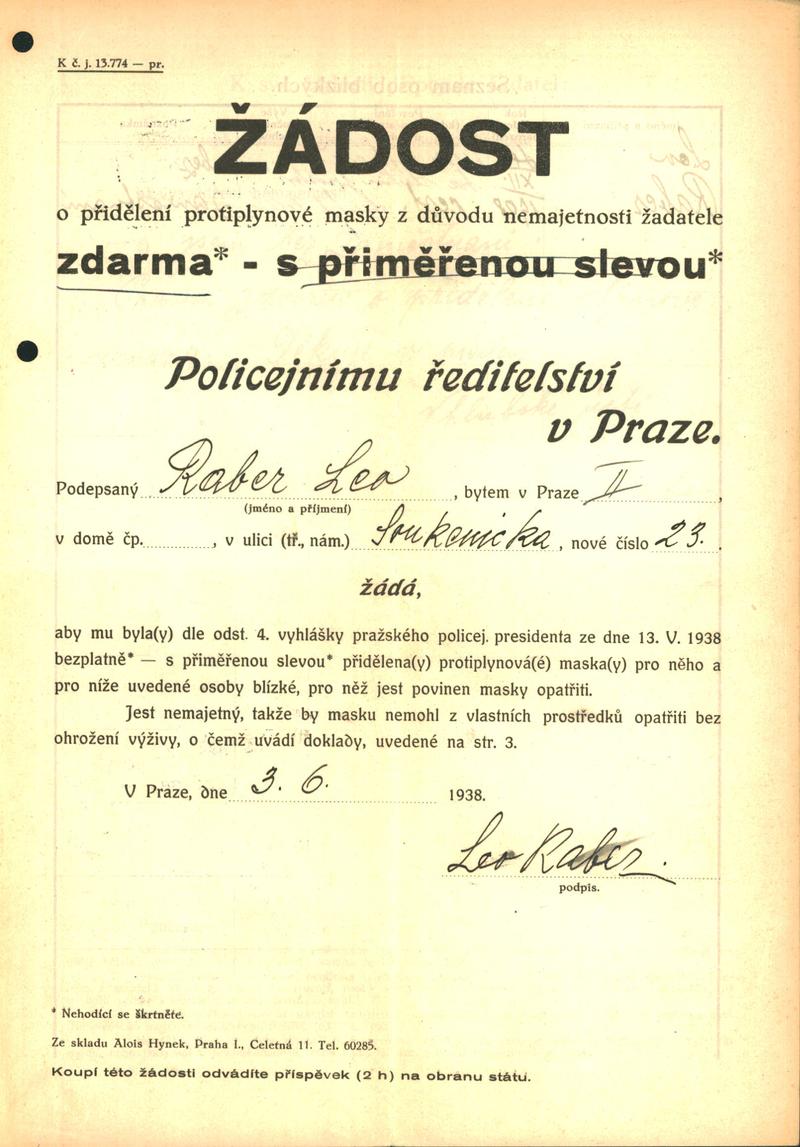 K č. j. 13.774 — pr.
ŽÁDOST
o přidělení protiplynové masky z důvodu nemajetnosti žadatele
zdarma* - s přiměřenou slevou*
Policejnímu ředitelství
v Praze.
Podepsaný Raber Leo, bytem v Praze II,
(jméno a příjmení)
v domě čp. , v ulici (tř., nám.) Soukenická, nové číslo 23.
žádá,
aby mu byla(y) dle odst. 4. vyhlášky pražského policej. presidenta ze dne 13. V. 1938
bezplatně* — s přiměřenou slevou* přidělena(y) protiplynová(é) maska(y) pro něho a
pro níže uvedené osoby blízké, pro něž jest povinen masky opatřiti.
Jest nemajetný, takže by masku nemohl z vlastních prostředků opatřiti bez
ohrožení výživy, o čemž uvádí doklady, uvedené na str. 3.
V Praze, dne 3. 6. 1938.
Leo Raber.
podpis.
* Nehodící se škrtněte.
Ze skladu Alois Hynek, Praha I., Celetná 11. Tel. 60285.
Koupí této žádosti odvádíte příspěvek (2 h) na obranu státu.